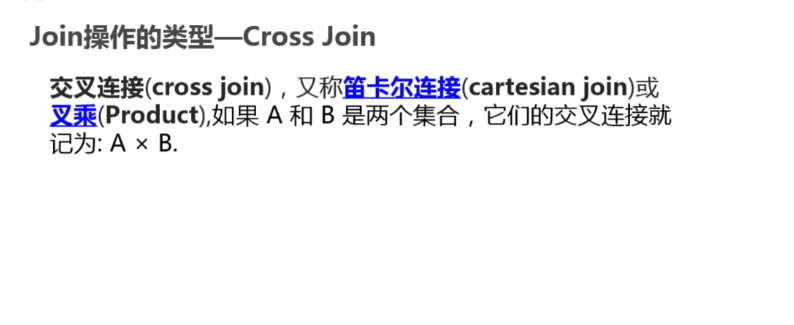 Join操作的类型—Cross Join
交叉连接(cross join)，又称笛卡尔连接(cartesian join)或
叉乘(Product),如果 A 和 B 是两个集合，它们的交叉连接就
记为: A × B.